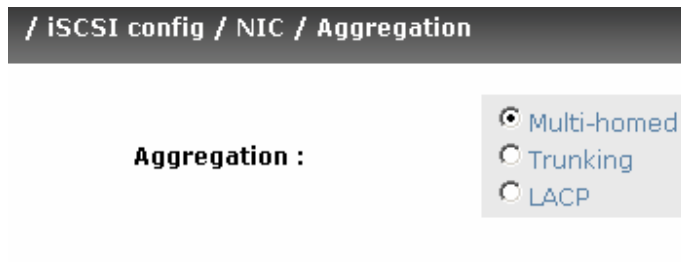 / iSCSI config / NIC / Aggregation
Multi-homed
Aggregation :
Trunking
LACP